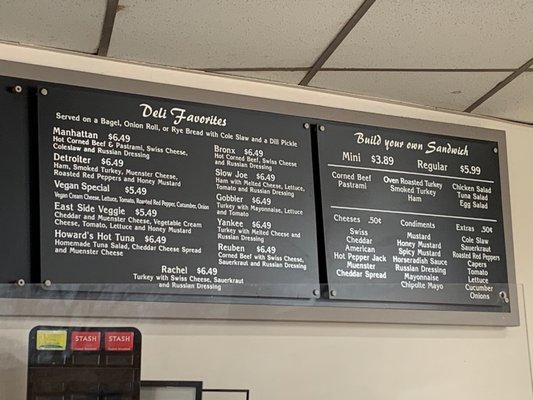 Deli Favorites
Served on a Bagel, Onion Roll, or Rye Bread with Cole Slaw and a Dill Pickle
Manhattan $6.49
Hot Corned Beef & Pastrami, Swiss Cheese,
Coleslaw and Russian Dressing
Detroiter $6.49
Ham, Smoked Turkey, Muenster Cheese,
Roasted Red Peppers and Honey Mustard
Vegan Special $5.49
Vegan Cream Cheese, Lettuce, Tomato, Roasted Red Pepper, Cucumber, Onion
East Side Veggie $5.49
Cheddar and Muenster Cheese, Vegetable Cream
Cheese, Tomato, Lettuce and Honey Mustard
Howard's Hot Tuna $6.49
Homemade Tuna Salad, Cheddar Cheese Spread
and Muenster Cheese
Bronx $6.49
Hot Corned Beef, Swiss Cheese
and Russian Dressing
Slow Joe $6.49
Ham with Melted Cheese, Lettuce,
Tomato and Russian Dressing
Gobbler $6.49
Turkey with Mayonnaise, Lettuce
and Tomato
Yankee $6.49
Turkey with Melted Cheese and
Russian Dressing
Reuben $6.49
Corned Beef with Swiss Cheese,
Sauerkraut and Russian Dressing
Rachel $6.49
Turkey with Swiss Cheese, Sauerkraut
and Russian Dressing
Build your own Sandwich
Mini $3.89 Regular $5.99
Corned Beef
Pastrami
Oven Roasted Turkey
Smoked Turkey
Ham
Chicken Salad
Tuna Salad
Egg Salad
Cheeses .50¢
Swiss
Cheddar
American
Hot Pepper Jack
Muenster
Cheddar Spread
Condiments
Mustard
Honey Mustard
Spicy Mustard
Horseradish Sauce
Russian Dressing
Mayonnaise
Chipotle Mayo
Extras .50¢
Cole Slaw
Sauerkraut
Roasted Red Peppers
Capers
Tomato
Lettuce
Cucumber
Onions
STASH
STASH